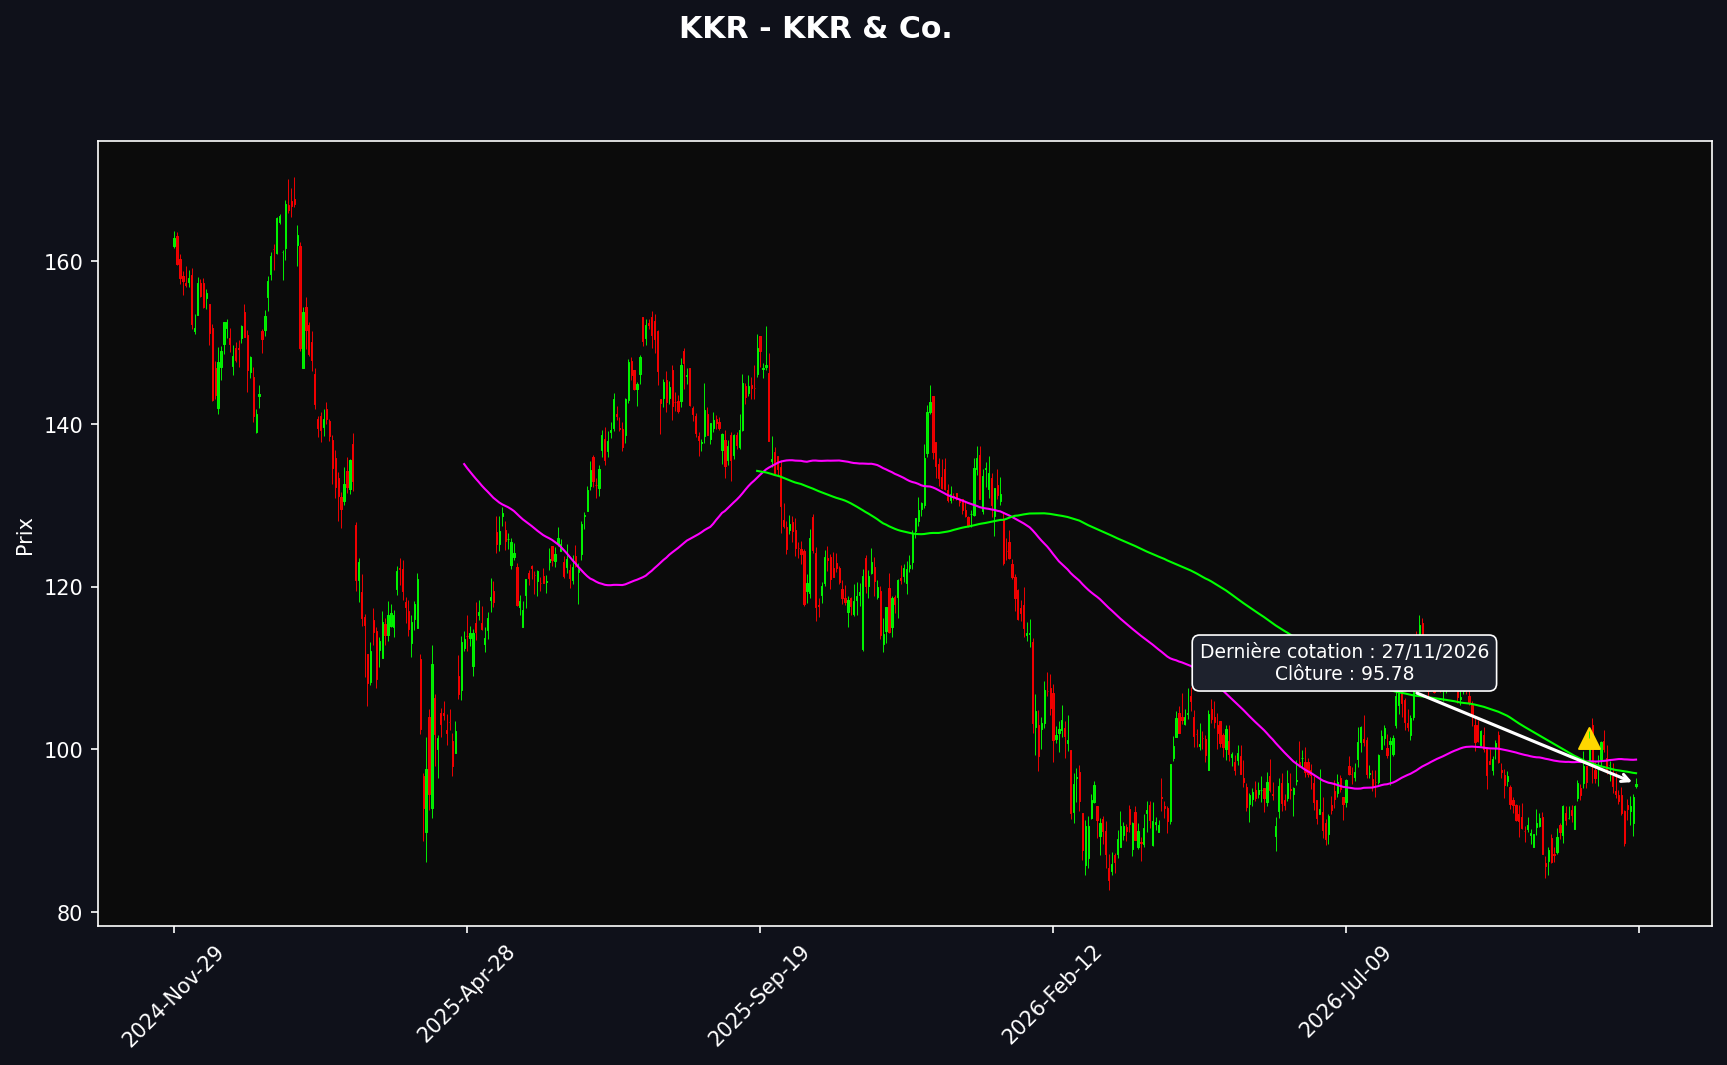 KKR - KKR & Co.
Prix
160
140
120
100
80
Dernière cotation : 27/11/2026
Clôture : 95.78
2024-Nov-29
2025-Apr-28
2025-Sep-19
2026-Feb-12
2026-Jul-09